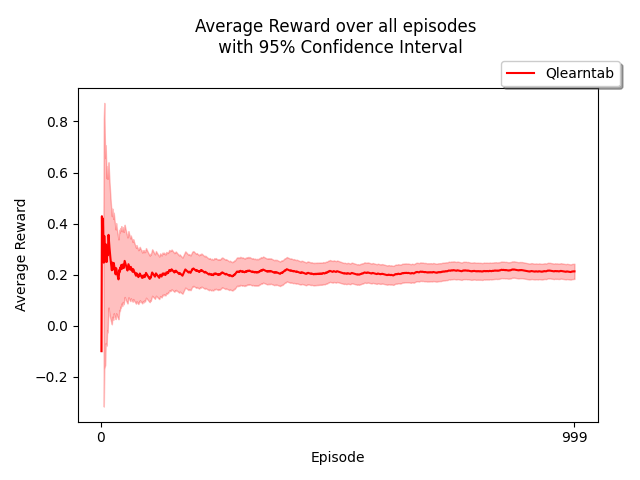 Average Reward over all episodes
with 95% Confidence Interval
Qlearntab
Average Reward
0.8
0.6
0.4
0.2
0.0
−0.2
0
999
Episode